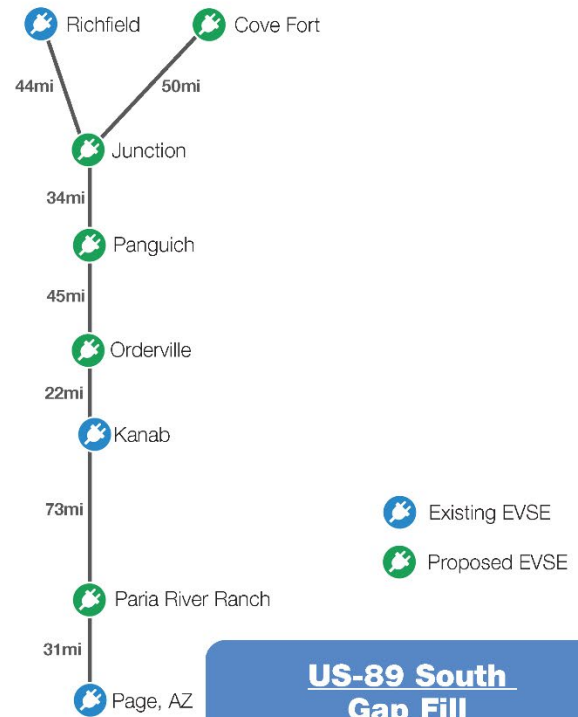 Richfield
Cove Fort
44mi
50mi
Junction
34mi
Panguich
45mi
Orderville
22mi
Kanab
73mi
Existing EVSE
Proposed EVSE
Paria River Ranch
31mi
US-89 South
Page, AZ
Gap Fill